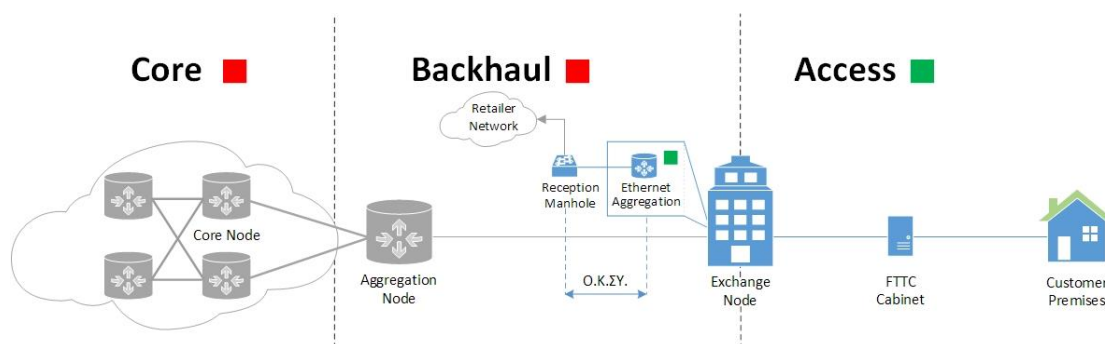 Core
Backhaul
Access
Retailer
Network
Reception
Manhole
Ethernet
Aggregation
Core Node
Aggregation
Node
Ο.Κ.ΣΥ.
Exchange
Node
FTTC
Cabinet
Customer
Premises